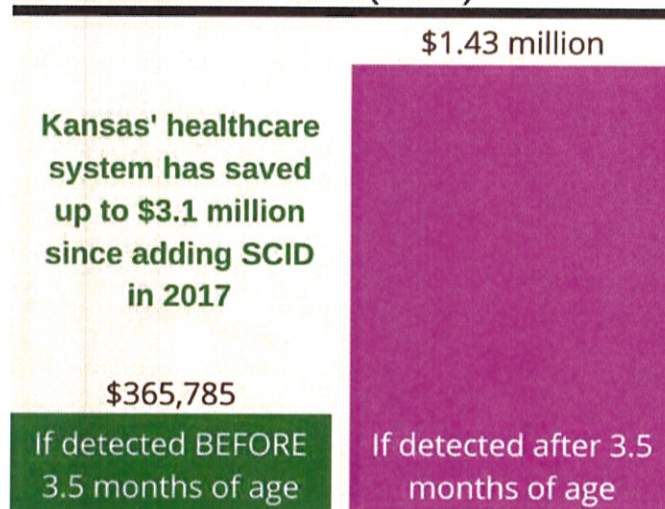 $1.43 million
Kansas' healthcare
system has saved
up to $3.1 million
since adding SCID
in 2017
$365,785
If detected BEFORE
3.5 months of age
If detected after 3.5
months of age